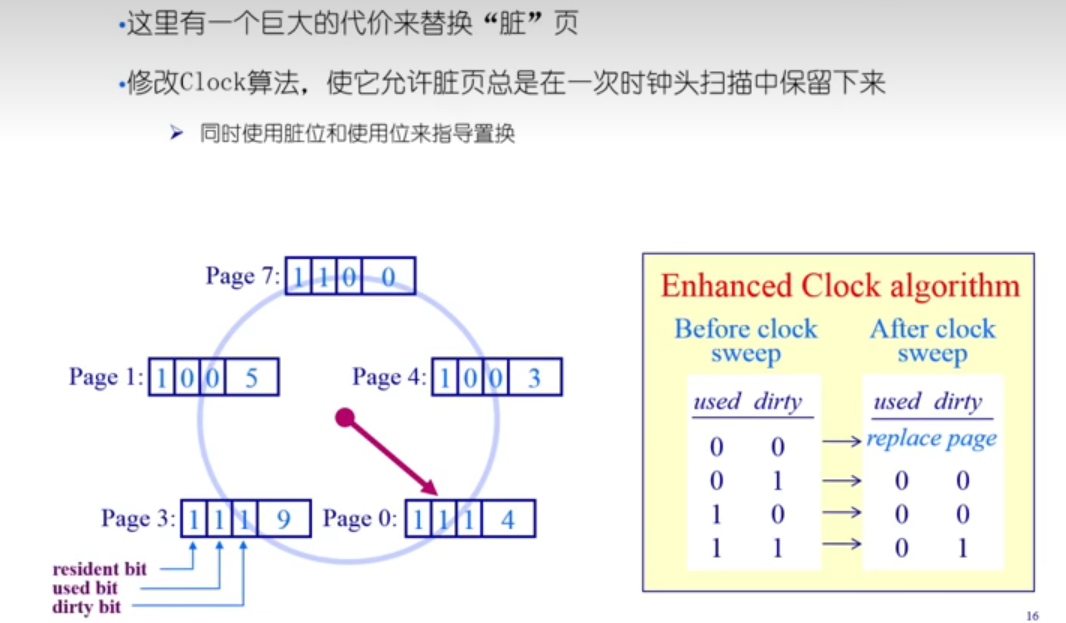 •这里有一个巨大的代价来替换“脏”页
•修改Clock算法，使它允许脏页总是在一次时钟头扫描中保留下来
➢ 同时使用脏位和使用位来指导置换
Page 7: 1 1 0 0
Page 1: 1 0 0 5
Page 4: 1 0 0 3
Page 3: 1 1 1 9
Page 0: 1 1 1 4
resident bit
used bit
dirty bit
Enhanced Clock algorithm
Before clock sweep
After clock sweep
used dirty
used dirty
0 0 → replace page
0 1 → 0 0
1 0 → 0 0
1 1 → 0 1
16